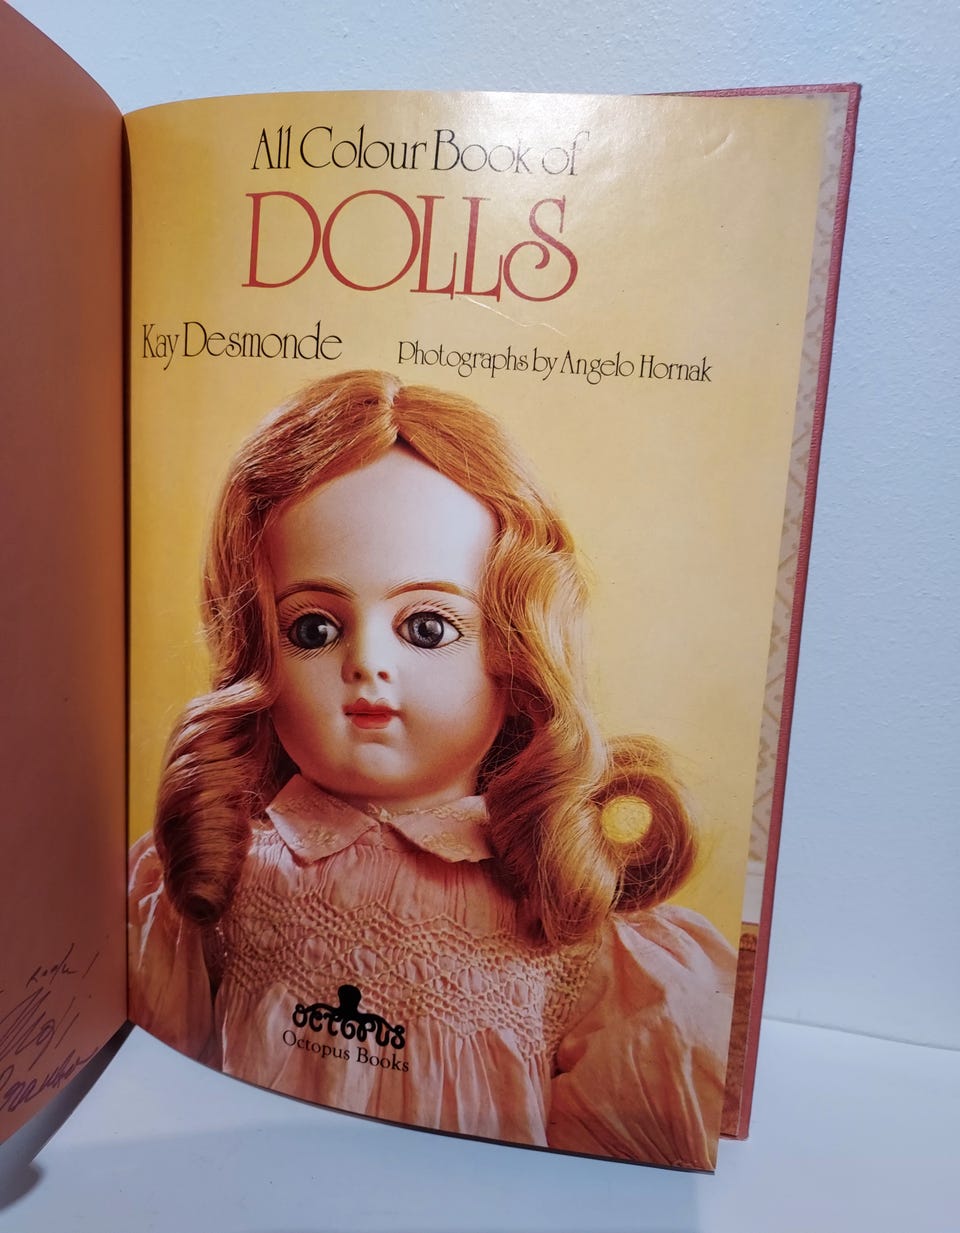 All Colour Book of
DOLLS
Kay Desmonde
Photographs by Angelo Hornak
OCTOPUS
Octopus Books